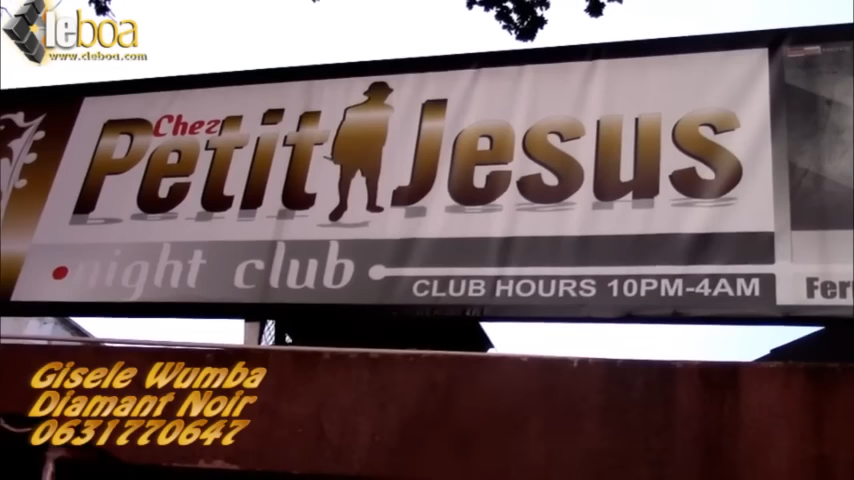 cleboa
www.cleboa.com
Chez
Petit Jesus
night club
CLUB HOURS 10PM-4AM
Fer
Gisele Wumba
Diamant Noir
0631770647